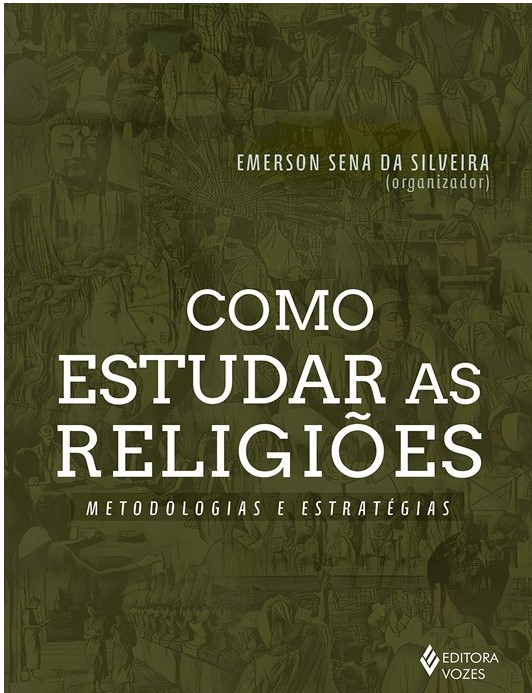 EMERSON SENA DA SILVEIRA
(organizador)
COMO
ESTUDAR AS
RELIGIÕES
METODOLOGIAS E ESTRATÉGIAS
EDITORA
VOZES